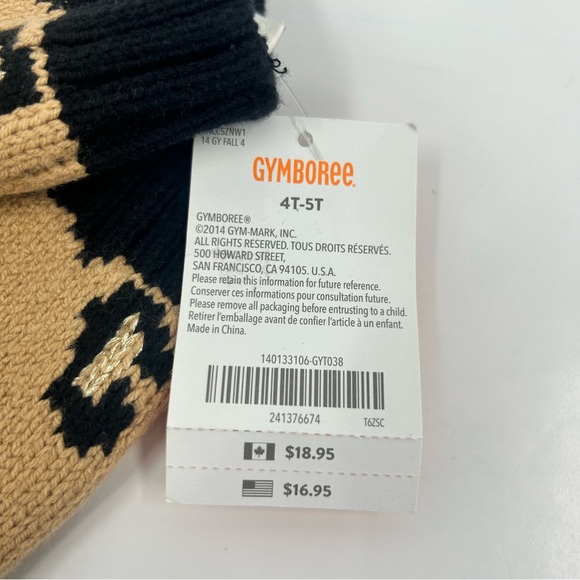 14 GY FALL 4
GYMBOREE
4T-5T
GYMBOREE®
©2014 GYM-MARK, INC.
ALL RIGHTS RESERVED. TOUS DROITS RÉSERVÉS.
500 HOWARD STREET,
SAN FRANCISCO, CA 94105. U.S.A.
Please retain this information for future reference.
Conserver ces informations pour consultation future.
Please remove all packaging before entrusting to a child.
Retirer l'emballage avant de confier l'article à un enfant.
Made in China.
140133106-GYT038
241376674
T6ZSC
$18.95
$16.95